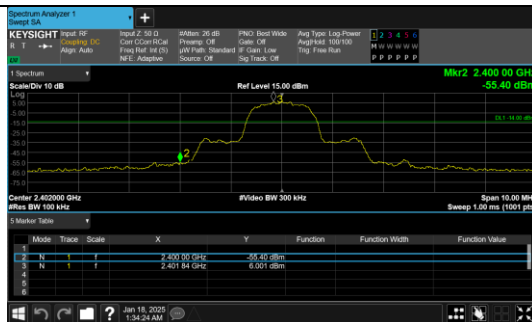 Spectrum Analyzer 1
Swept SA
+
KEYSIGHT Input: RF Input Z: 50 Ω #Atten: 26 dB PNO: Best Wide Avg Type: Log-Power 1 2 3 4 5 6
R T Coupling: DC Corr CCorr RCal Preamp: Off Gate: Off Avg|Hold: 100/100 M W W W W W
Align: Auto Freq Ref: Int (S) µW Path: Standard IF Gain: Low Trig: Free Run P P P P P P
NFE: Adaptive Source: Off Sig Track: Off
1 Spectrum Mkr2 2.400 00 GHz
Scale/Div 10 dB Ref Level 15.00 dBm -55.40 dBm
Log
5.00
-5.00
-15.0 DL1 -14.00 dBm
-25.0
-35.0
-45.0
-55.0 2
-65.0
-75.0
Center 2.402000 GHz #Video BW 300 kHz Span 10.00 MHz
#Res BW 100 kHz Sweep 1.00 ms (1001 pts)
5 Marker Table
Mode Trace Scale X Y Function Function Width Function Value
1
2 N 1 f 2.400 00 GHz -55.40 dBm
3 N 1 f 2.401 84 GHz 6.001 dBm
4
5
6
? Jan 18, 2025
1:34:24 AM